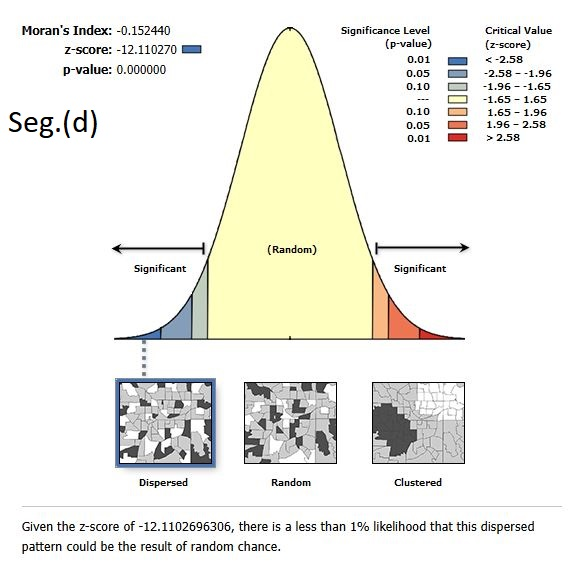 Moran's Index: -0.152440
z-score: -12.110270
p-value: 0.000000
Seg.(d)
Significance Level
(p-value)
Critical Value
(z-score)
0.01 < -2.58
0.05 -2.58 – -1.96
0.10 -1.96 – -1.65
--- -1.65 – 1.65
0.10 1.65 – 1.96
0.05 1.96 – 2.58
0.01 > 2.58
(Random)
Significant
Significant
Dispersed
Random
Clustered
Given the z-score of -12.1102696306, there is a less than 1% likelihood that this dispersed
pattern could be the result of random chance.